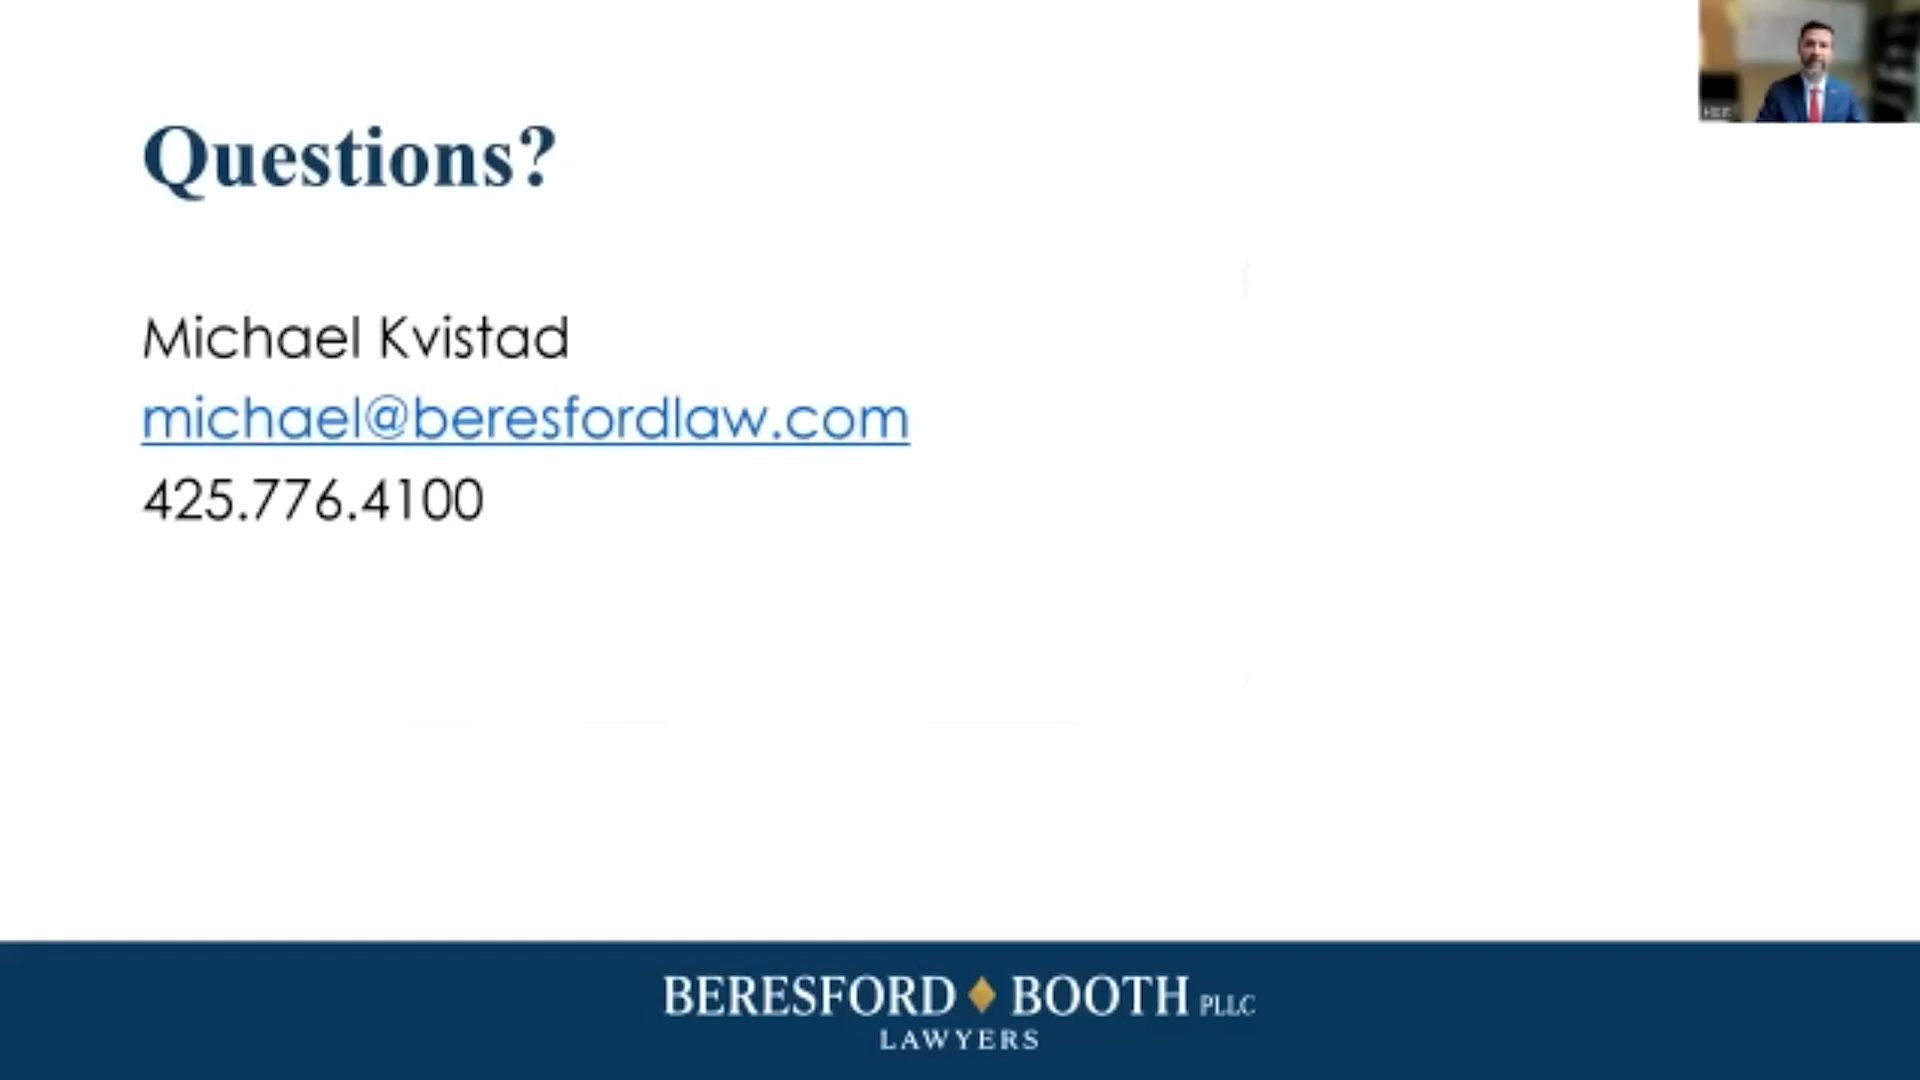 Questions?
Michael Kvistad
michael@beresfordlaw.com
425.776.4100
BERESFORD BOOTH PLLC
LAWYERS